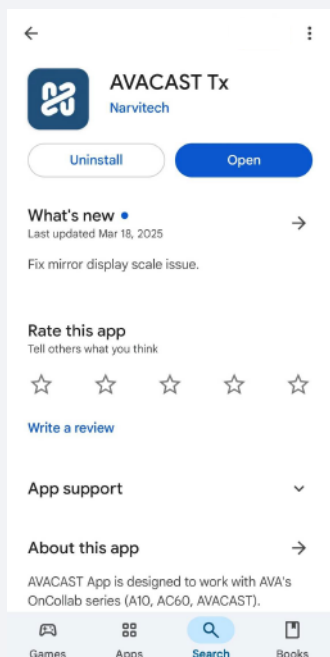 AVACAST Tx
Narvitech
Uninstall
Open
What's new
Last updated Mar 18, 2025
Fix mirror display scale issue.
Rate this app
Tell others what you think
Write a review
App support
About this app
AVACAST App is designed to work with AVA's
OnCollab series (A10, AC60, AVACAST).
Games
Apps
Search
Books